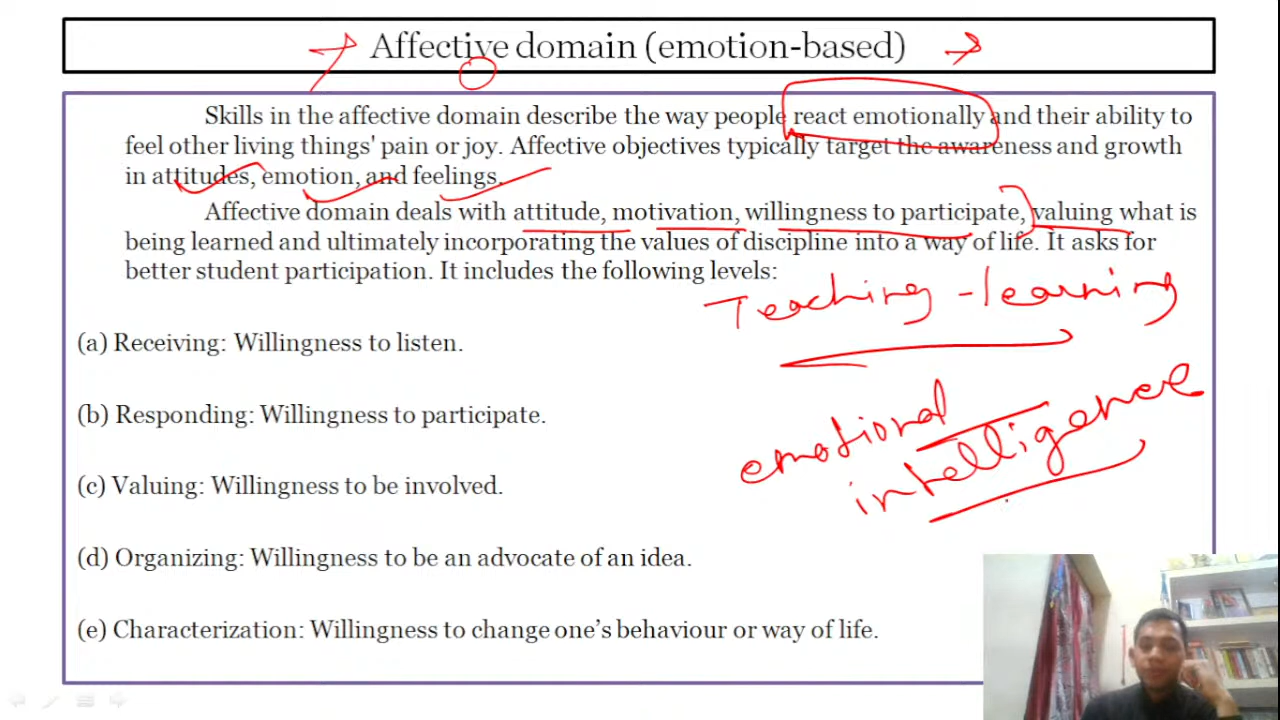 Affective domain (emotion-based)
Skills in the affective domain describe the way people react emotionally and their ability to
feel other living things' pain or joy. Affective objectives typically target the awareness and growth
in attitudes, emotion, and feelings.
Affective domain deals with attitude, motivation, willingness to participate, valuing what is
being learned and ultimately incorporating the values of discipline into a way of life. It asks for
better student participation. It includes the following levels:
Teaching - learning
(a) Receiving: Willingness to listen.
emotional
intelligence
(b) Responding: Willingness to participate.
(c) Valuing: Willingness to be involved.
(d) Organizing: Willingness to be an advocate of an idea.
(e) Characterization: Willingness to change one's behaviour or way of life.